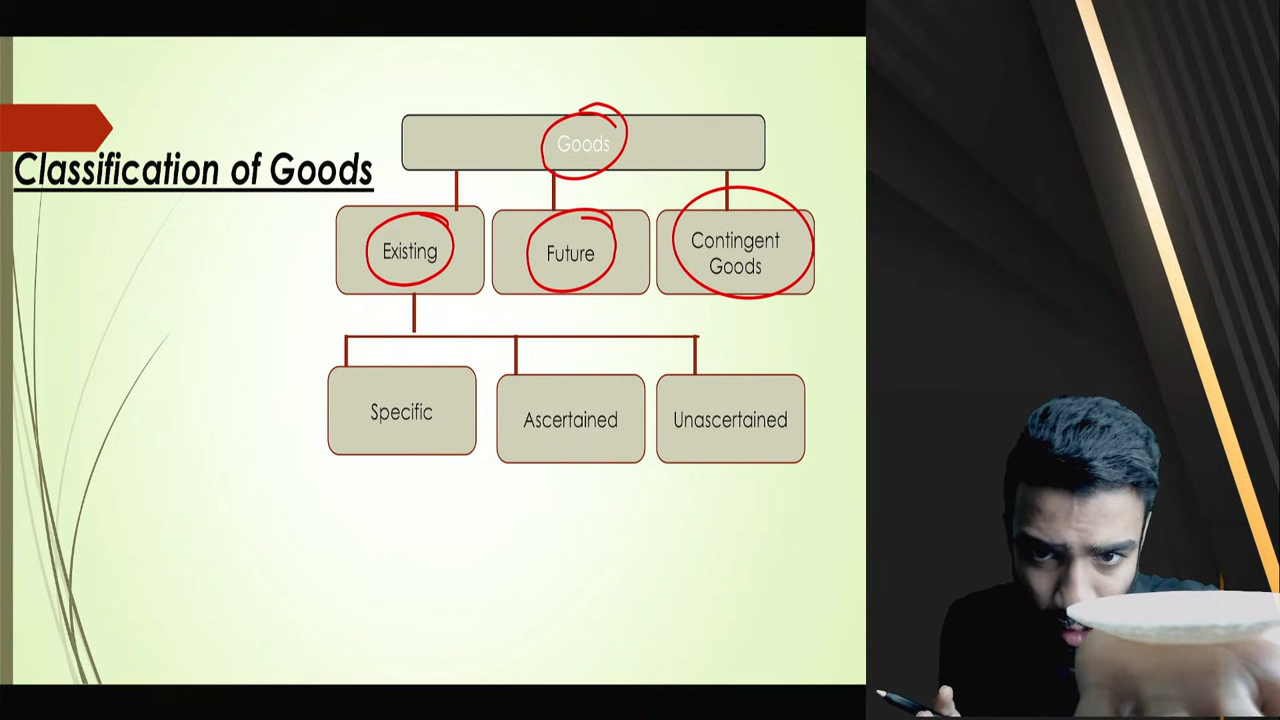 Classification of Goods
Goods
Existing
Future
Contingent
Goods
Specific
Ascertained
Unascertained